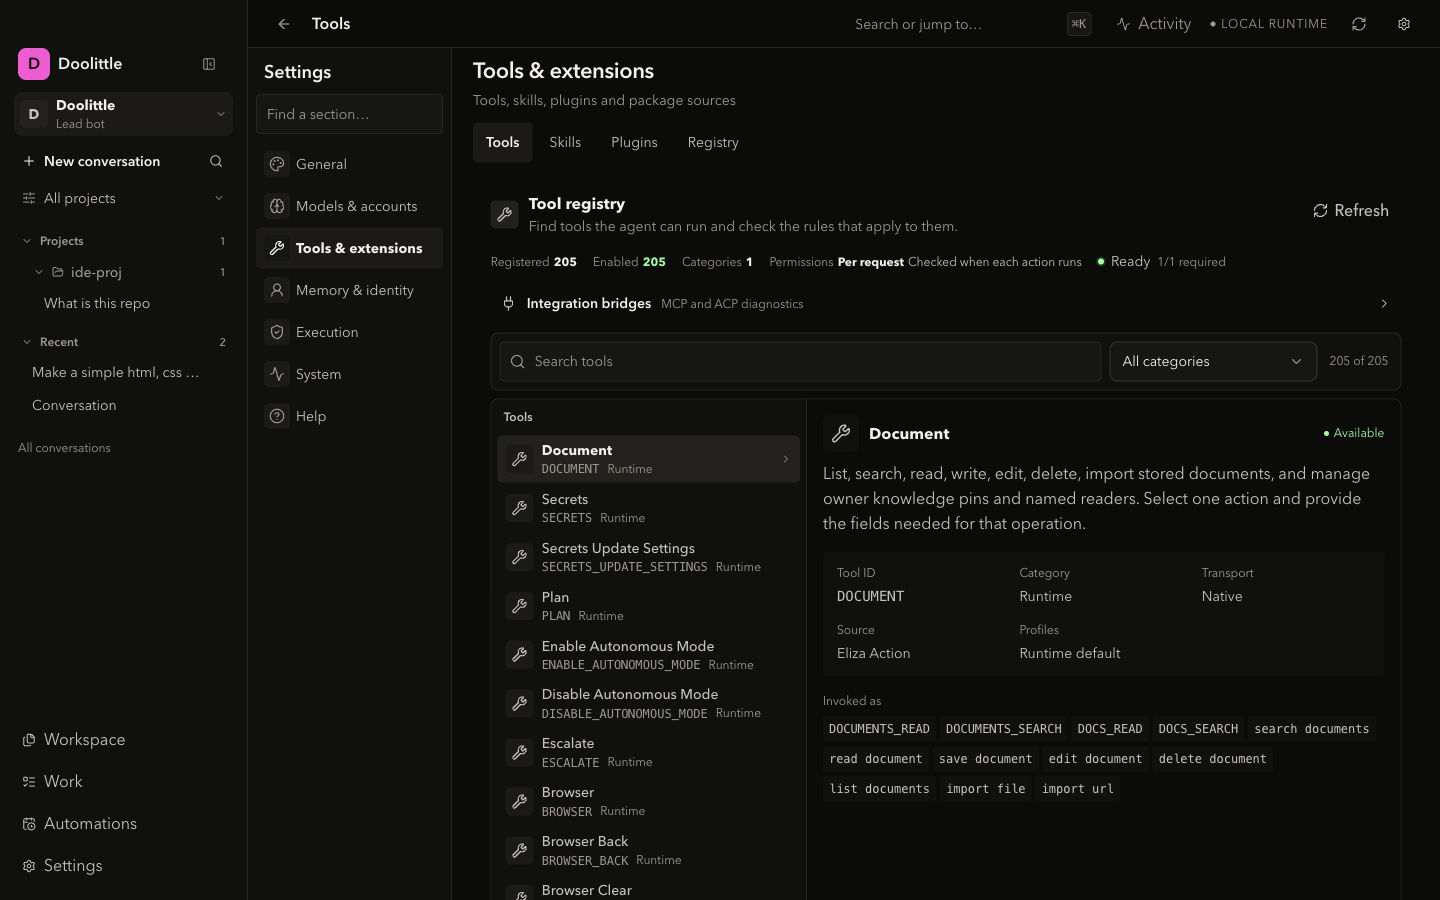 D Doolittle
D Doolittle
Lead bot
New conversation
All projects
Projects 1
ide-proj 1
What is this repo
Recent 2
Make a simple html, css …
Conversation
All conversations
Workspace
Work
Automations
Settings
Tools
Search or jump to… ⌘K
Activity
LOCAL RUNTIME
Settings
Find a section…
General
Models & accounts
Tools & extensions
Memory & identity
Execution
System
Help
Tools & extensions
Tools, skills, plugins and package sources
Tools Skills Plugins Registry
Tool registry
Find tools the agent can run and check the rules that apply to them.
Refresh
Registered 205 Enabled 205 Categories 1 Permissions Per request Checked when each action runs Ready 1/1 required
Integration bridges MCP and ACP diagnostics
Search tools
All categories
205 of 205
Tools
Document
DOCUMENT Runtime
Secrets
SECRETS Runtime
Secrets Update Settings
SECRETS_UPDATE_SETTINGS Runtime
Plan
PLAN Runtime
Enable Autonomous Mode
ENABLE_AUTONOMOUS_MODE Runtime
Disable Autonomous Mode
DISABLE_AUTONOMOUS_MODE Runtime
Escalate
ESCALATE Runtime
Browser
BROWSER Runtime
Browser Back
BROWSER_BACK Runtime
Browser Clear
Document
Available
List, search, read, write, edit, delete, import stored documents, and manage
owner knowledge pins and named readers. Select one action and provide
the fields needed for that operation.
Tool ID Category Transport
DOCUMENT Runtime Native
Source Profiles
Eliza Action Runtime default
Invoked as
DOCUMENTS_READ DOCUMENTS_SEARCH DOCS_READ DOCS_SEARCH search documents
read document save document edit document delete document
list documents import file import url